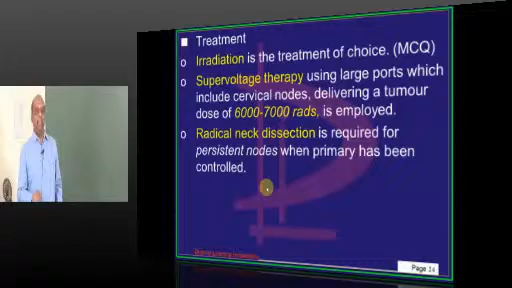 Treatment
Irradiation is the treatment of choice. (MCQ)
Supervoltage therapy using large ports which
include cervical nodes, delivering a tumour
dose of 6000-7000 rads, is employed.
Radical neck dissection is required for
persistent nodes when primary has been
controlled.
Page 14